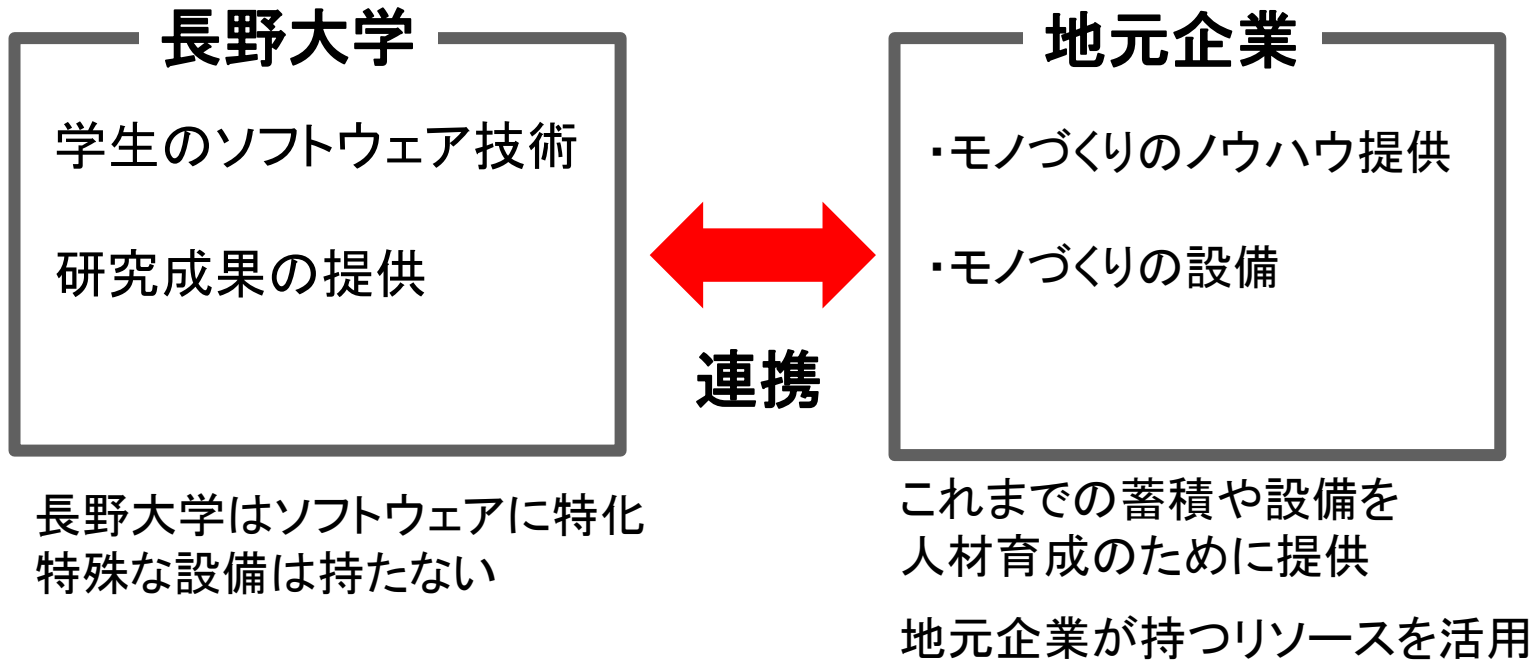 長野大学
学生のソフトウェア技術
研究成果の提供
長野大学はソフトウェアに特化
特殊な設備は持たない
連携
地元企業
・モノづくりのノウハウ提供
・モノづくりの設備
これまでの蓄積や設備を
人材育成のために提供
地元企業が持つリソースを活用